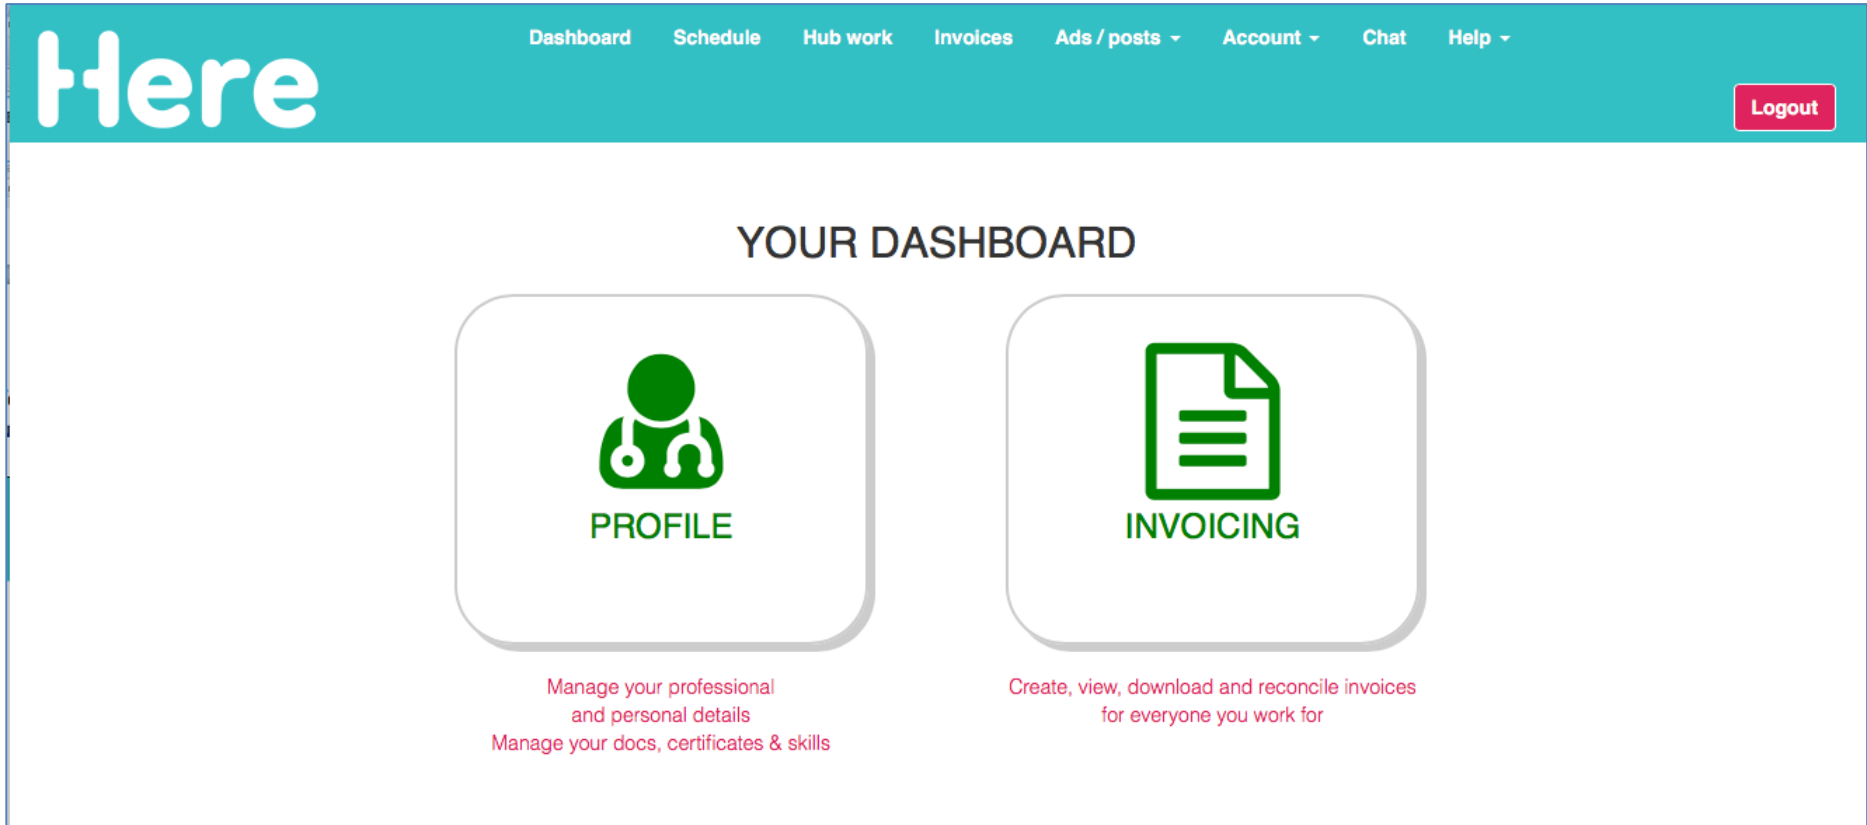 Here
Dashboard Schedule Hub work Invoices Ads / posts Account Chat Help
Logout
YOUR DASHBOARD
PROFILE
INVOICING
Manage your professional
and personal details
Manage your docs, certificates & skills
Create, view, download and reconcile invoices
for everyone you work for